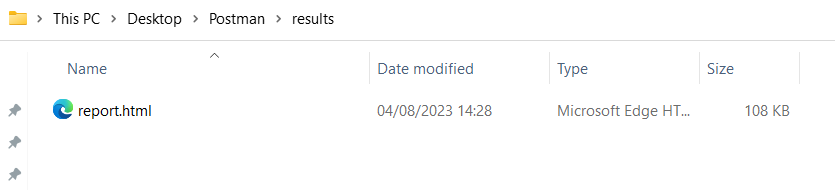 This PC > Desktop > Postman > results
Name Date modified Type Size
report.html 04/08/2023 14:28 Microsoft Edge HT... 108 KB